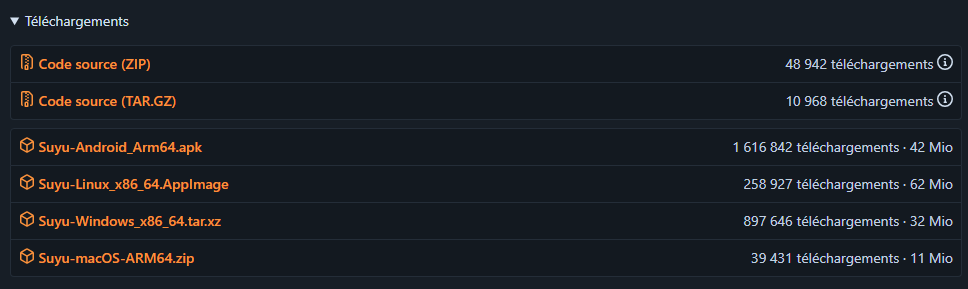 Téléchargements
Code source (ZIP) 48 942 téléchargements
Code source (TAR.GZ) 10 968 téléchargements
Suyu-Android_Arm64.apk 1 616 842 téléchargements · 42 Mio
Suyu-Linux_x86_64.AppImage 258 927 téléchargements · 62 Mio
Suyu-Windows_x86_64.tar.xz 897 646 téléchargements · 32 Mio
Suyu-macOS-ARM64.zip 39 431 téléchargements · 11 Mio